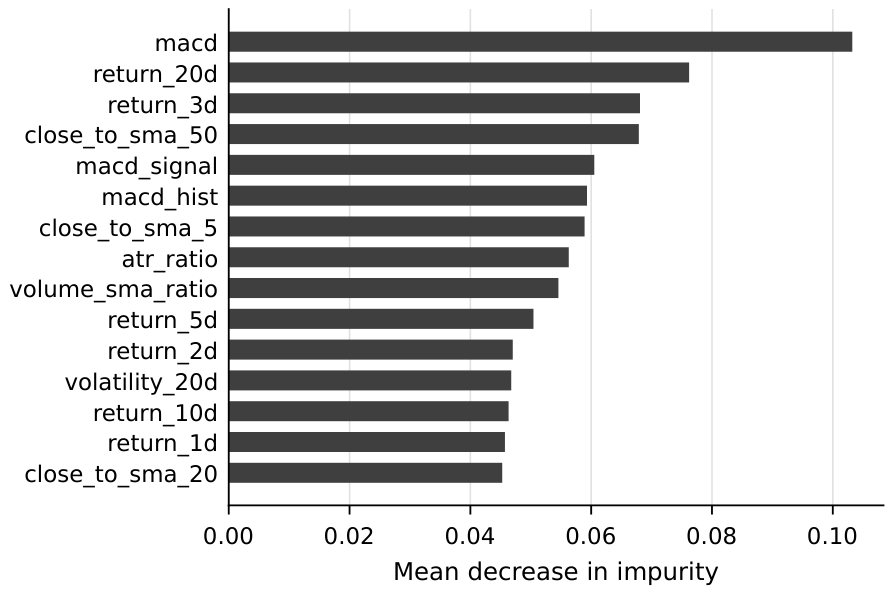 macd
return_20d
return_3d
close_to_sma_50
macd_signal
macd_hist
close_to_sma_5
atr_ratio
volume_sma_ratio
return_5d
return_2d
volatility_20d
return_10d
return_1d
close_to_sma_20
0.00 0.02 0.04 0.06 0.08 0.10
Mean decrease in impurity